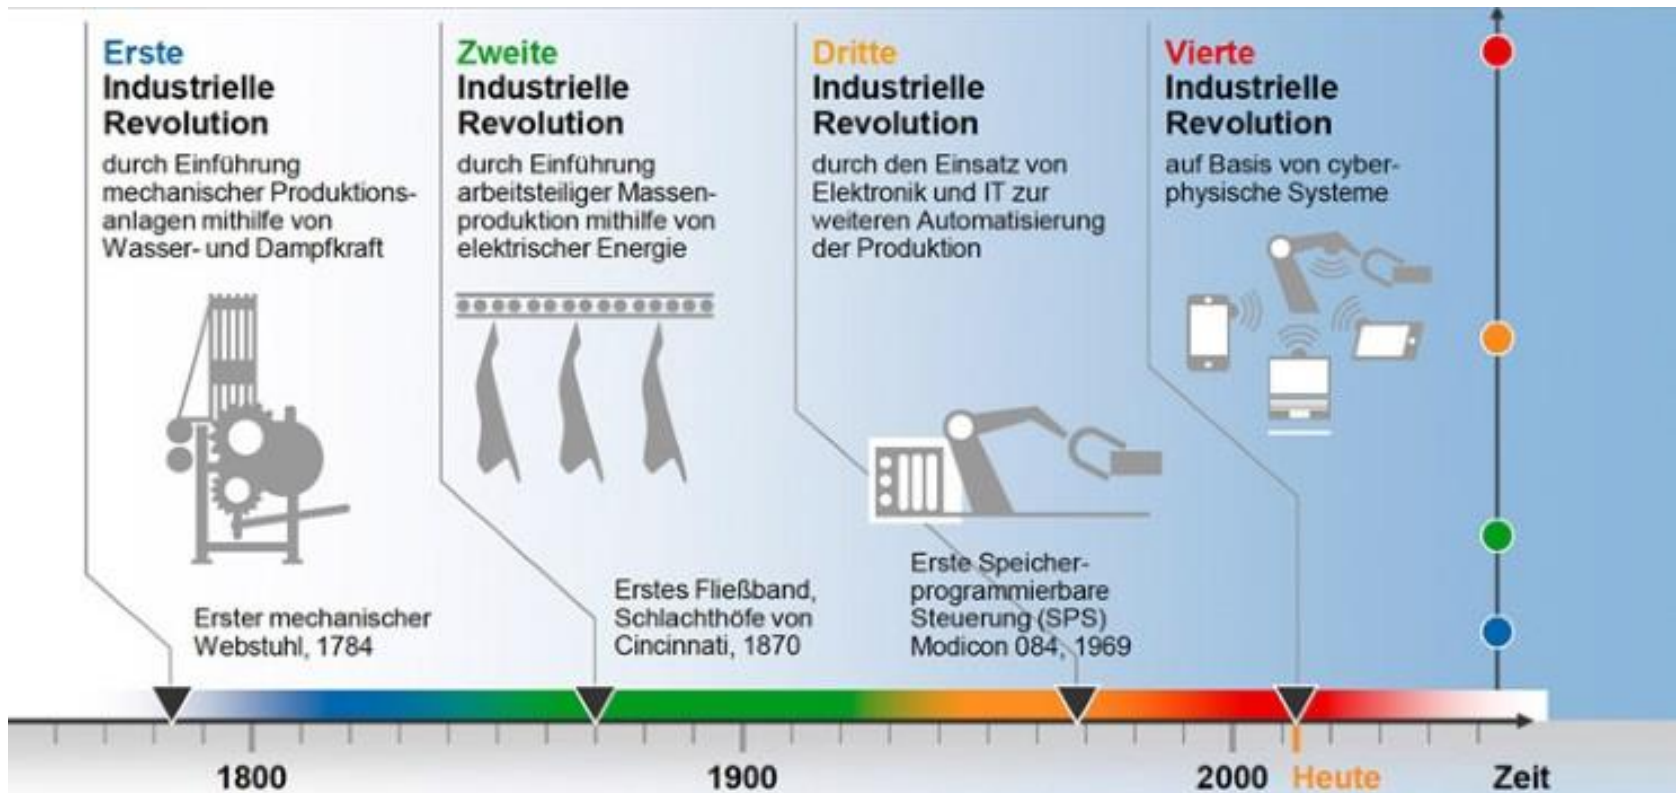 Erste
Industrielle
Revolution
durch Einführung
mechanischer Produktions-
anlagen mithilfe von
Wasser- und Dampfkraft
Erster mechanischer
Webstuhl, 1784
Zweite
Industrielle
Revolution
durch Einführung
arbeitsteiliger Massen-
produktion mithilfe von
elektrischer Energie
Erstes Fließband,
Schlachthöfe von
Cincinnati, 1870
Dritte
Industrielle
Revolution
durch den Einsatz von
Elektronik und IT zur
weiteren Automatisierung
der Produktion
Erste Speicher-
programmierbare
Steuerung (SPS)
Modicon 084, 1969
Vierte
Industrielle
Revolution
auf Basis von cyber-
physische Systeme
1800
1900
2000
Heute
Zeit